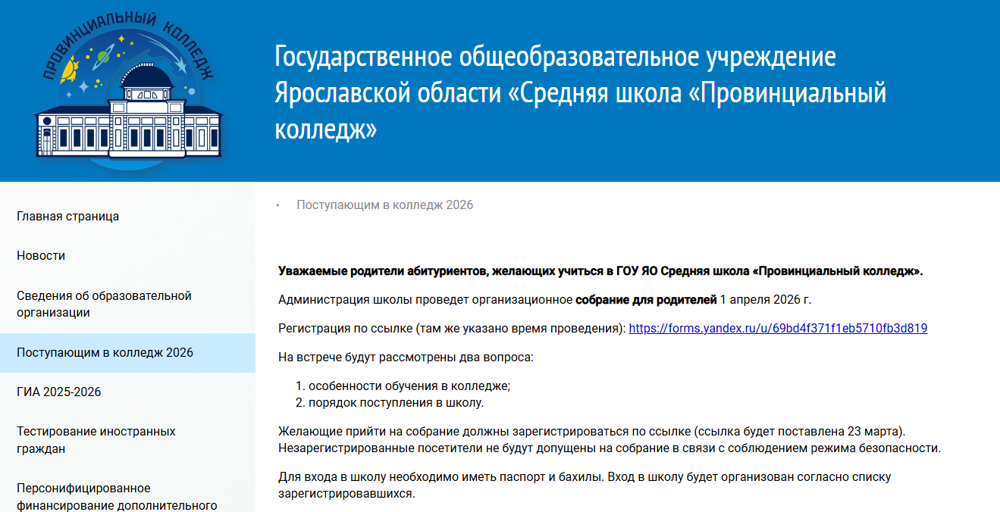 ПРОВИНЦИАЛЬНЫЙ КОЛЛЕДЖ
Государственное общеобразовательное учреждение
Ярославской области «Средняя школа «Провинциальный
колледж»
Главная страница
Новости
Сведения об образовательной
организации
Поступающим в колледж 2026
ГИА 2025-2026
Тестирование иностранных
граждан
Персонифицированное
финансирование дополнительного
• Поступающим в колледж 2026
Уважаемые родители абитуриентов, желающих учиться в ГОУ ЯО Средняя школа «Провинциальный колледж».
Администрация школы проведет организационное собрание для родителей 1 апреля 2026 г.
Регистрация по ссылке (там же указано время проведения): https://forms.yandex.ru/u/69bd4f371f1eb5710fb3d819
На встрече будут рассмотрены два вопроса:
1. особенности обучения в колледже;
2. порядок поступления в школу.
Желающие прийти на собрание должны зарегистрироваться по ссылке (ссылка будет поставлена 23 марта).
Незарегистрированные посетители не будут допущены на собрание в связи с соблюдением режима безопасности.
Для входа в школу необходимо иметь паспорт и бахилы. Вход в школу будет организован согласно списку
зарегистрировавшихся.